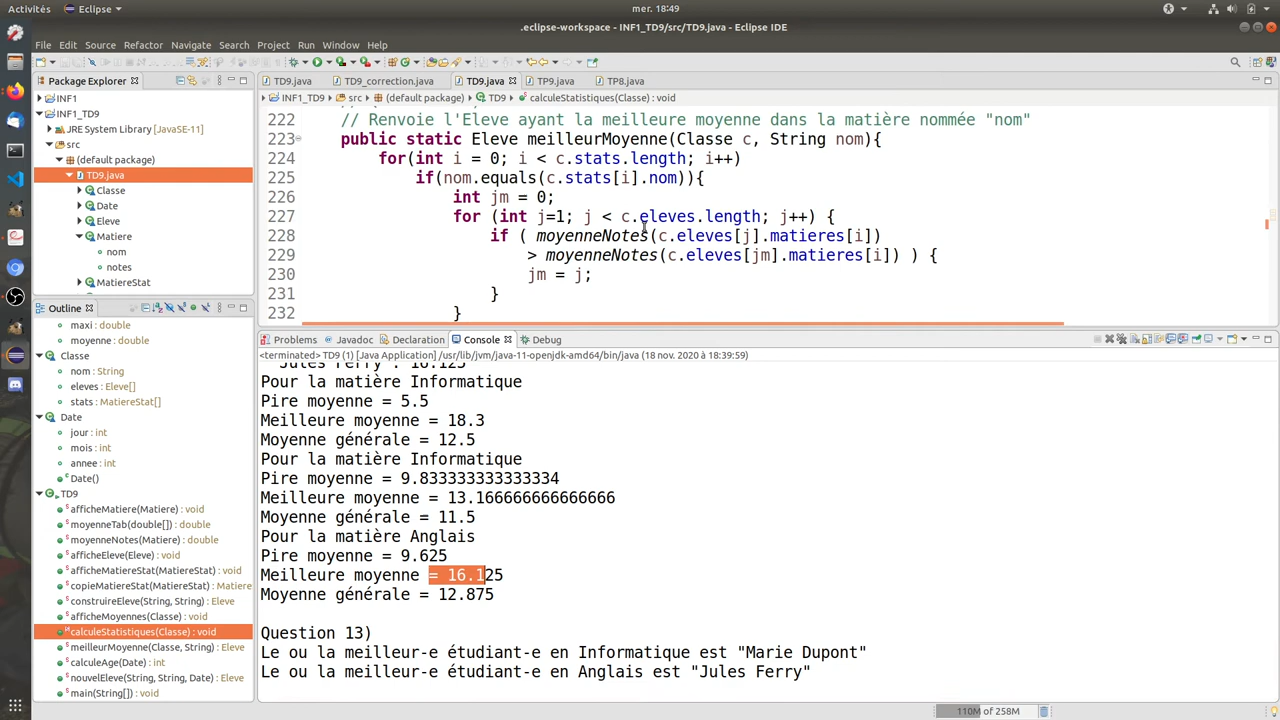 Activités
Eclipse
mer. 18:49
.eclipse-workspace - INF1_TD9/src/TD9.java - Eclipse IDE
File Edit Source Refactor Navigate Search Project Run Window Help
Package Explorer
INF1
INF1_TD9
JRE System Library [JavaSE-11]
src
(default package)
TD9.java
Classe
Date
Eleve
Matiere
nom
notes
MatiereStat
Outline
maxi : double
moyenne : double
Classe
nom : String
eleves : Eleve[]
stats : MatiereStat[]
Date
jour : int
mois : int
annee : int
Date()
TD9
afficheMatiere(Matiere) : void
moyenneTab(double[]) : double
moyenneNotes(Matiere) : double
afficheEleve(Eleve) : void
afficheMatiereStat(MatiereStat) : void
copieMatiereStat(MatiereStat) : Matiere
construireEleve(String, String) : Eleve
afficheMoyennes(Classe) : void
calculeStatistiques(Classe) : void
meilleurMoyenne(Classe, String) : Eleve
calculeAge(Date) : int
nouvelEleve(String, String, Date) : Eleve
main(String[]) : void
TD9.java TD9_correction.java TD9.java TP9.java TP8.java
INF1_TD9 src (default package) TD9 calculeStatistiques(Classe) : void
222 // Renvoie l'Eleve ayant la meilleure moyenne dans la matière nommée "nom"
223 public static Eleve meilleurMoyenne(Classe c, String nom){
224 for(int i = 0; i < c.stats.length; i++)
225 if(nom.equals(c.stats[i].nom)){
226 int jm = 0;
227 for (int j=1; j < c.eleves.length; j++) {
228 if ( moyenneNotes(c.eleves[j].matieres[i])
229 > moyenneNotes(c.eleves[jm].matieres[i]) ) {
230 jm = j;
231 }
232 }
Problems Javadoc Declaration Console Debug
<terminated> TD9 (1) [Java Application] /usr/lib/jvm/java-11-openjdk-amd64/bin/java (18 nov. 2020 à 18:39:59)
"Jules Ferry": 16.125
Pour la matière Informatique
Pire moyenne = 5.5
Meilleure moyenne = 18.3
Moyenne générale = 12.5
Pour la matière Informatique
Pire moyenne = 9.833333333333334
Meilleure moyenne = 13.166666666666666
Moyenne générale = 11.5
Pour la matière Anglais
Pire moyenne = 9.625
Meilleure moyenne = 16.125
Moyenne générale = 12.875
Question 13)
Le ou la meilleur-e étudiant-e en Informatique est "Marie Dupont"
Le ou la meilleur-e étudiant-e en Anglais est "Jules Ferry"
110M of 258M